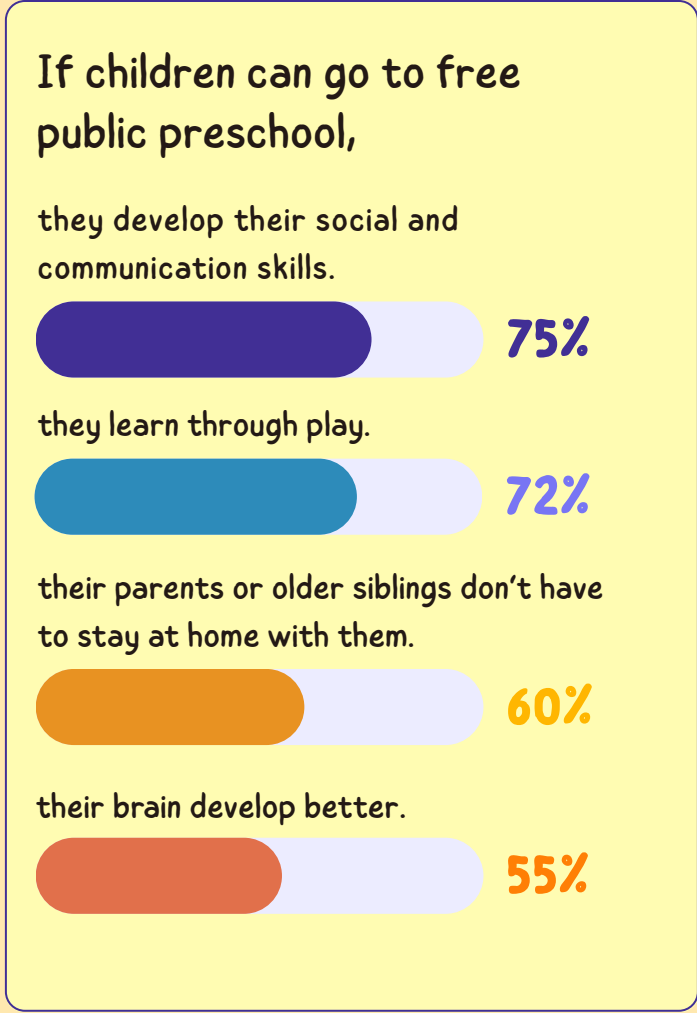 If children can go to free
public preschool,
they develop their social and
communication skills.
75%
they learn through play.
72%
their parents or older siblings don't have
to stay at home with them.
60%
their brain develop better.
55%